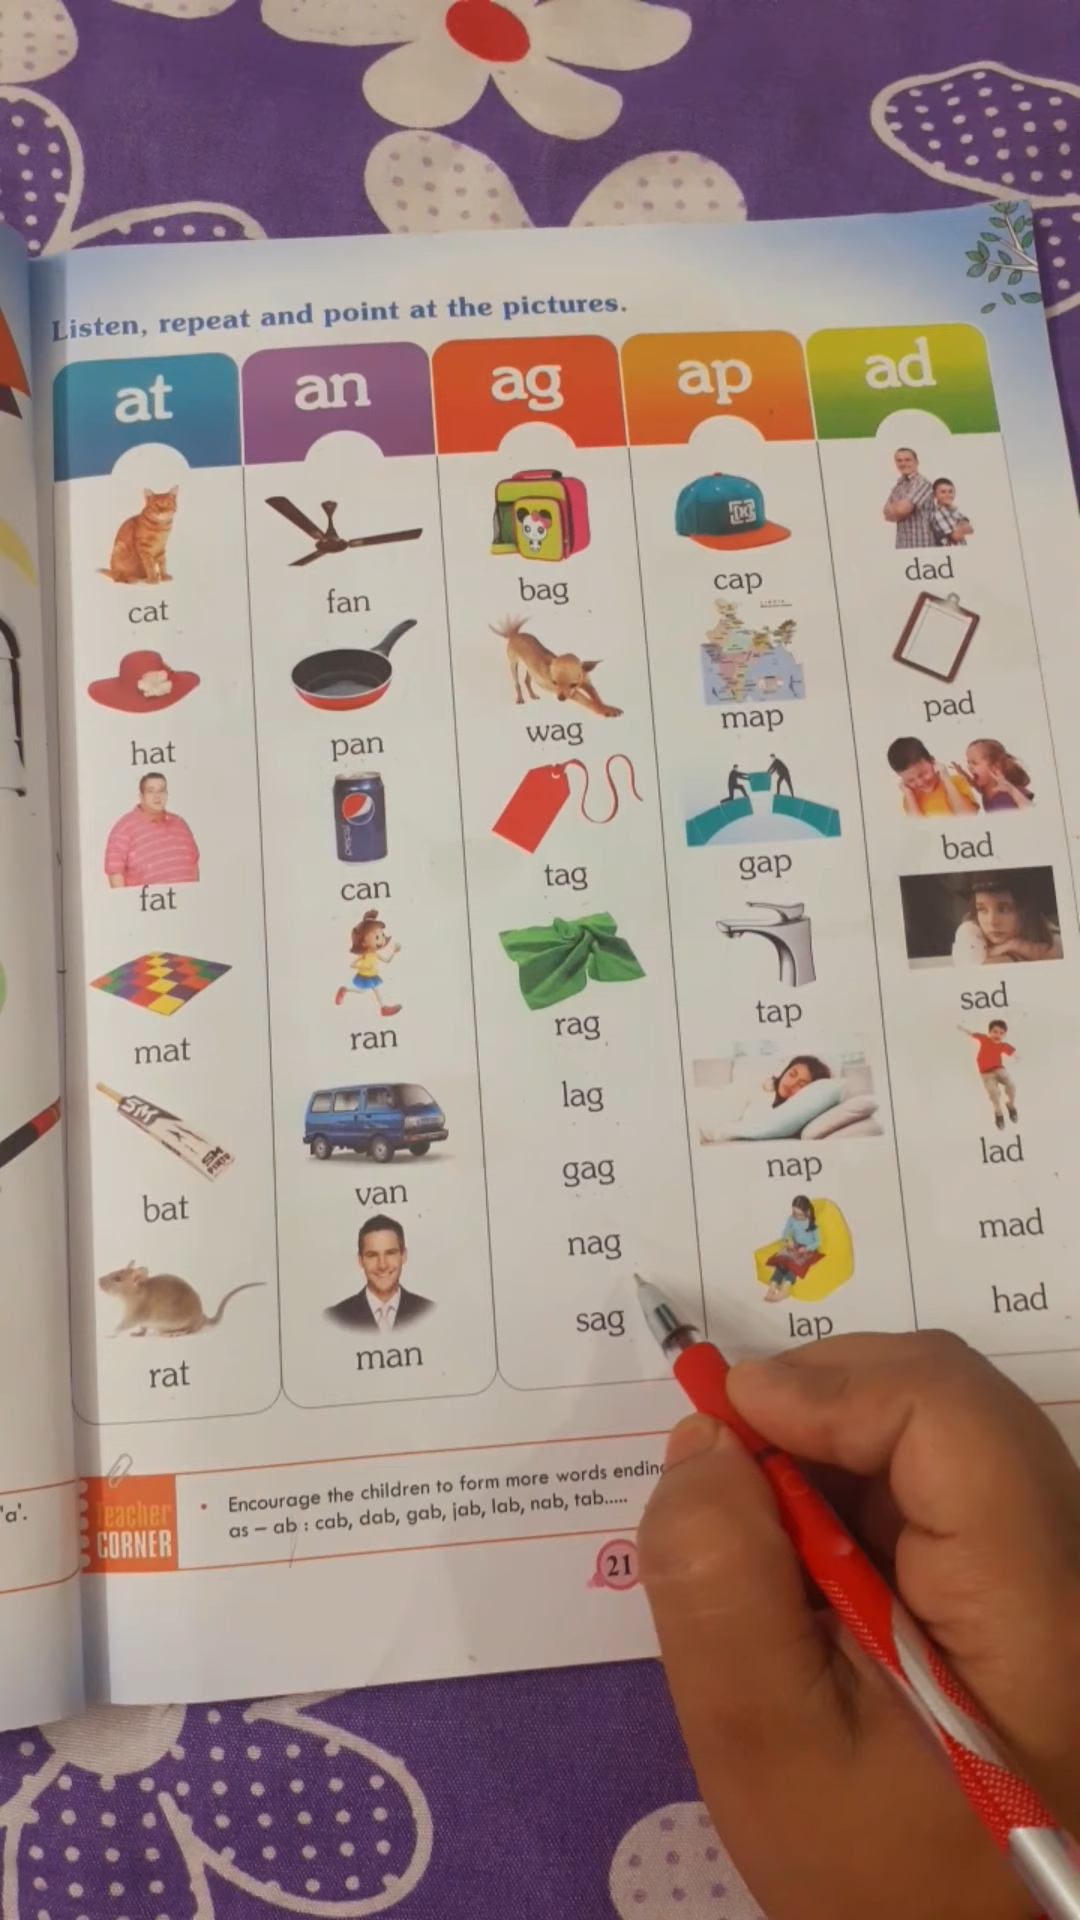 Listen, repeat and point at the pictures.
at an ag ap ad
cat fan bag cap dad
hat pan wag map pad
fat can tag gap bad
mat ran rag tap sad
bat van lag nap lad
rat man gag lap mad
nag had
sag
SM
SM
Teacher
CORNER
• Encourage the children to form more words ending
as – ab : cab, dab, gab, jab, lab, nab, tab.....
21
'a'.